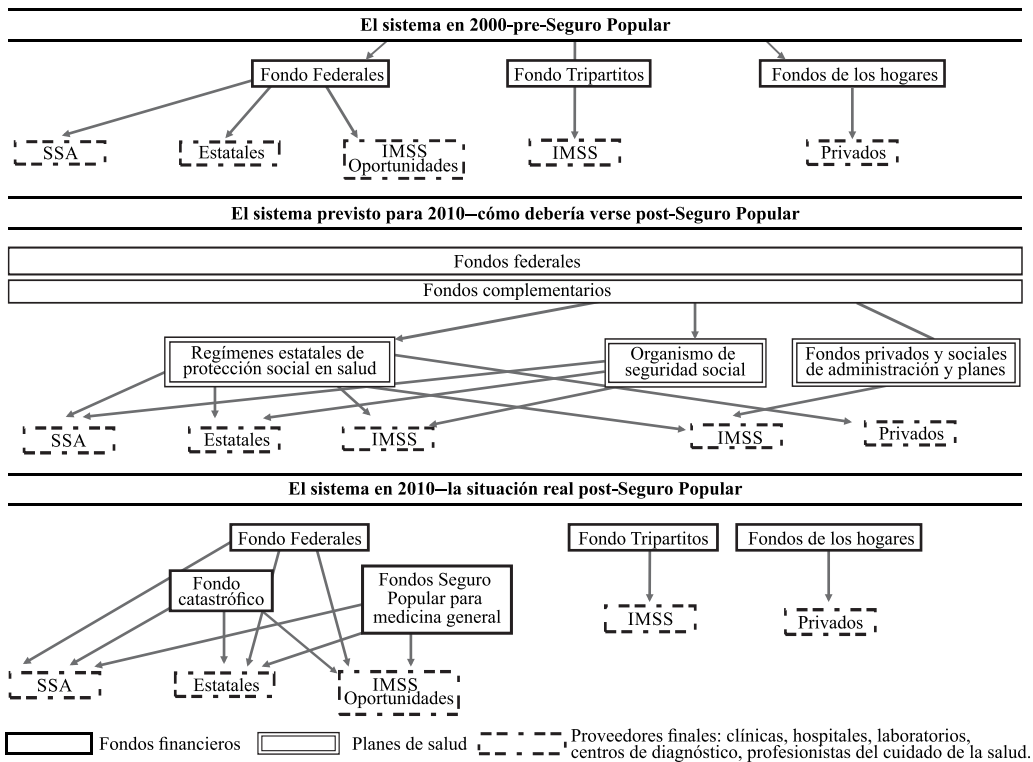 El sistema en 2000-pre-Seguro Popular
Fondo Federales
Fondo Tripartitos
Fondos de los hogares
SSA
Estatales
IMSS
Oportunidades
IMSS
Privados
El sistema previsto para 2010–cómo debería verse post-Seguro Popular
Fondos federales
Fondos complementarios
Regímenes estatales de
protección social en salud
Organismo de
seguridad social
Fondos privados y sociales
de administración y planes
SSA
Estatales
IMSS
IMSS
Privados
El sistema en 2010–la situación real post-Seguro Popular
Fondo Federales
Fondo Tripartitos
Fondos de los hogares
Fondo
catastrófico
Fondos Seguro
Popular para
medicina general
IMSS
Privados
SSA
Estatales
IMSS
Oportunidades
Fondos financieros
Planes de salud
Proveedores finales: clínicas, hospitales, laboratorios,
centros de diagnóstico, profesionistas del cuidado de la salud.